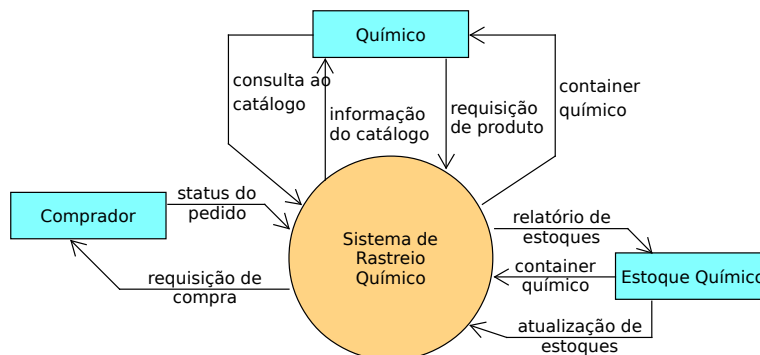 Químico
consulta ao
catálogo
informação
do catálogo
requisição
de produto
container
químico
Comprador
status do
pedido
requisição de
compra
Sistema de
Rastreio
Químico
relatório de
estoques
container
químico
Estoque Químico
atualização de
estoques